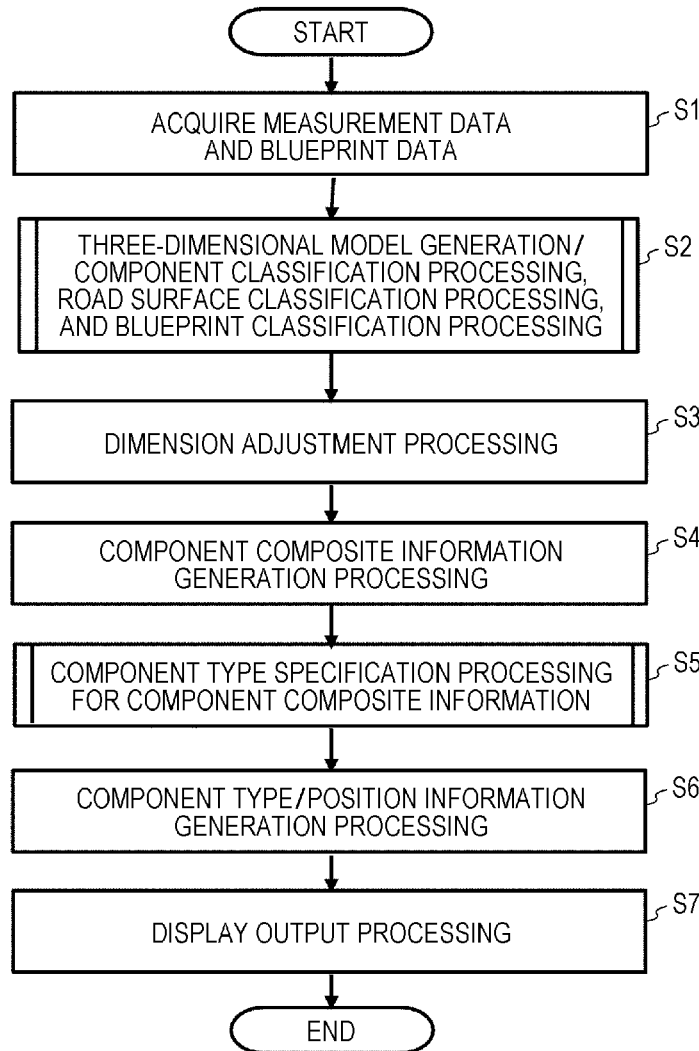 START
ACQUIRE MEASUREMENT DATA
AND BLUEPRINT DATA
S1
THREE-DIMENSIONAL MODEL GENERATION/
COMPONENT CLASSIFICATION PROCESSING,
ROAD SURFACE CLASSIFICATION PROCESSING,
AND BLUEPRINT CLASSIFICATION PROCESSING
S2
DIMENSION ADJUSTMENT PROCESSING
S3
COMPONENT COMPOSITE INFORMATION
GENERATION PROCESSING
S4
COMPONENT TYPE SPECIFICATION PROCESSING
FOR COMPONENT COMPOSITE INFORMATION
S5
COMPONENT TYPE/POSITION INFORMATION
GENERATION PROCESSING
S6
DISPLAY OUTPUT PROCESSING
S7
END